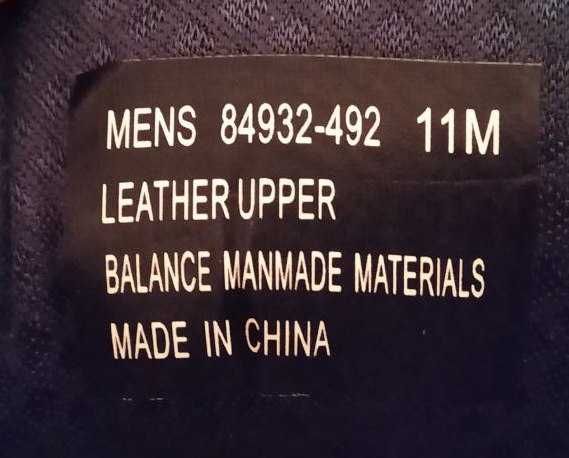 MENS 84932-492 11M
LEATHER UPPER
BALANCE MANMADE MATERIALS
MADE IN CHINA